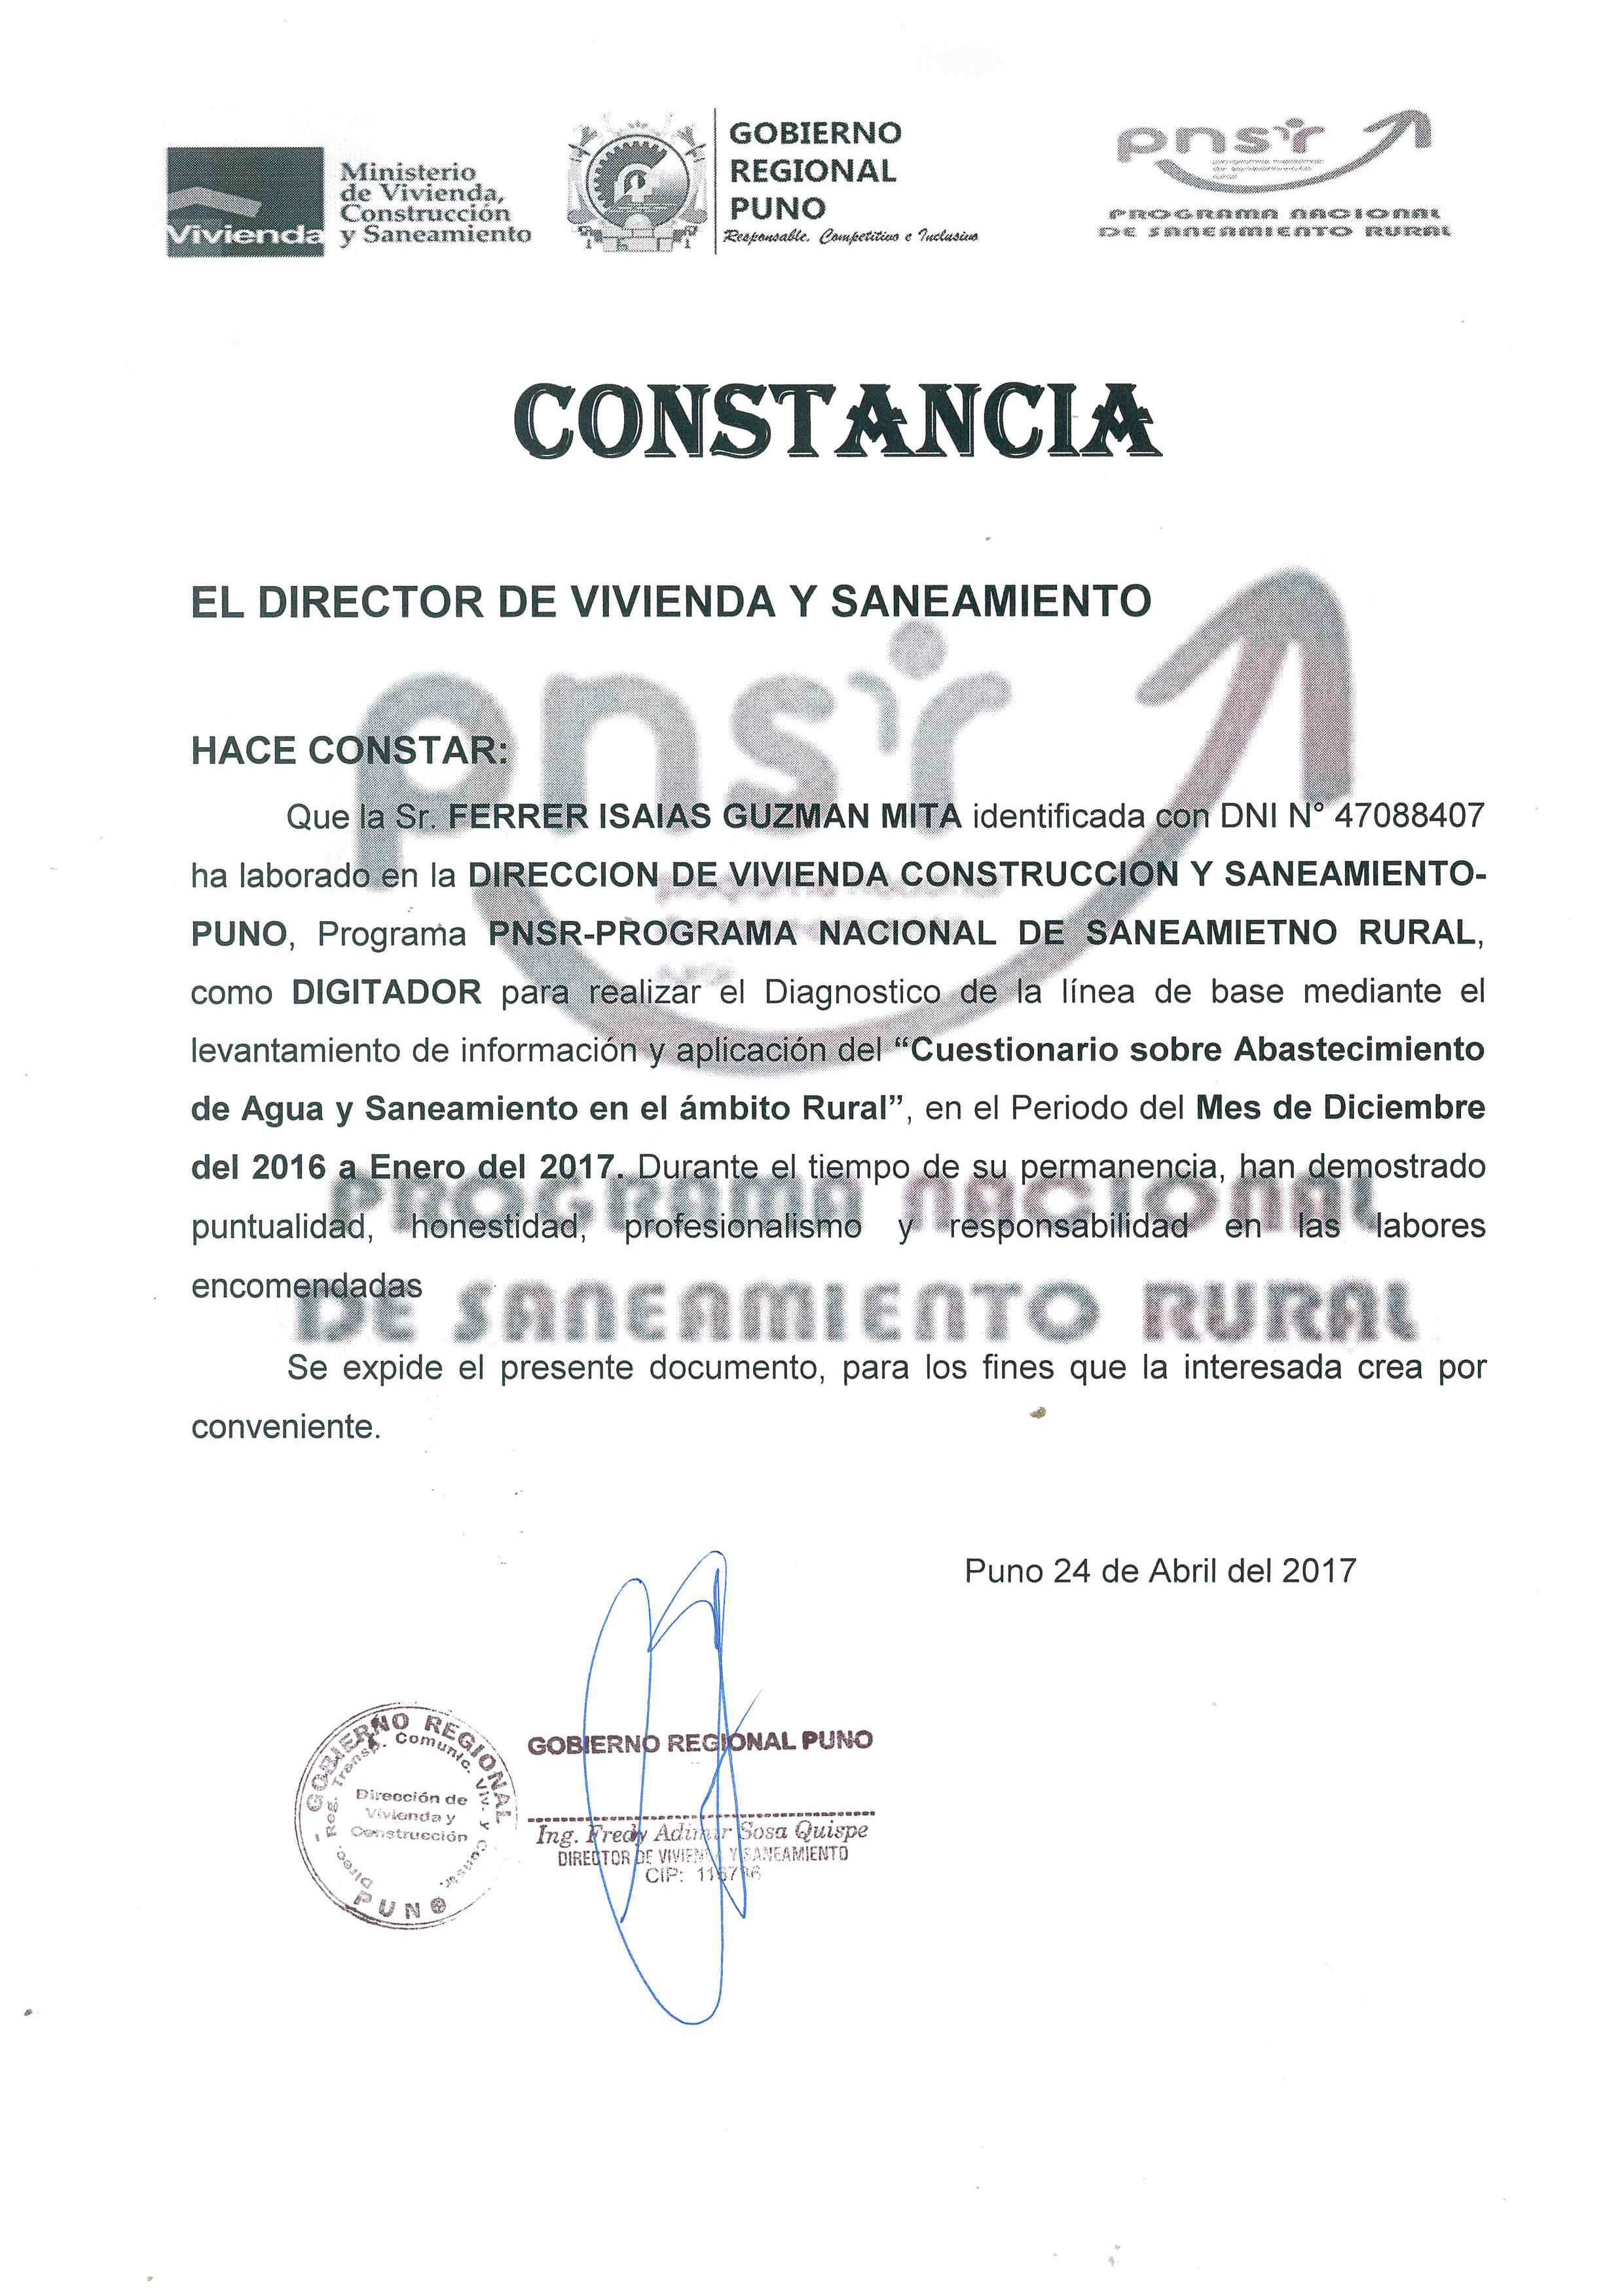 Vivienda
Ministerio
de Vivienda,
Construcción
y Saneamiento
GOBIERNO
REGIONAL
PUNO
Responsable, Competitivo e Inclusivo
pnsr
PROGRAMA NACIONAL
DE SANEAMIENTO RURAL
CONSTANCIA
EL DIRECTOR DE VIVIENDA Y SANEAMIENTO
pnsr
HACE CONSTAR:
Que la Sr. FERRER ISAIAS GUZMAN MITA identificada con DNI N° 47088407
ha laborado en la DIRECCION DE VIVIENDA CONSTRUCCION Y SANEAMIENTO-
PUNO, Programa PNSR-PROGRAMA NACIONAL DE SANEAMIETNO RURAL,
como DIGITADOR para realizar el Diagnostico de la línea de base mediante el
levantamiento de información y aplicación del “Cuestionario sobre Abastecimiento
de Agua y Saneamiento en el ámbito Rural”, en el Periodo del Mes de Diciembre
del 2016 a Enero del 2017. Durante el tiempo de su permanencia, han demostrado
PROGRAMA NACIONAL
puntualidad, honestidad, profesionalismo y responsabilidad en las labores
encomendadas
DE SANEAMIENTO RURAL
Se expide el presente documento, para los fines que la interesada crea por
conveniente.
Puno 24 de Abril del 2017
GOBIERNO REGIONAL
Direc. Reg. Transp. Comunic. Viv. y Constr.
Dirección de
Vivienda y
Construcción
PUNO
GOBIERNO REGIONAL PUNO
Ing. Fredy Adimir Sosa Quispe
DIRECTOR DE VIVIENDA Y SANEAMIENTO
CIP: